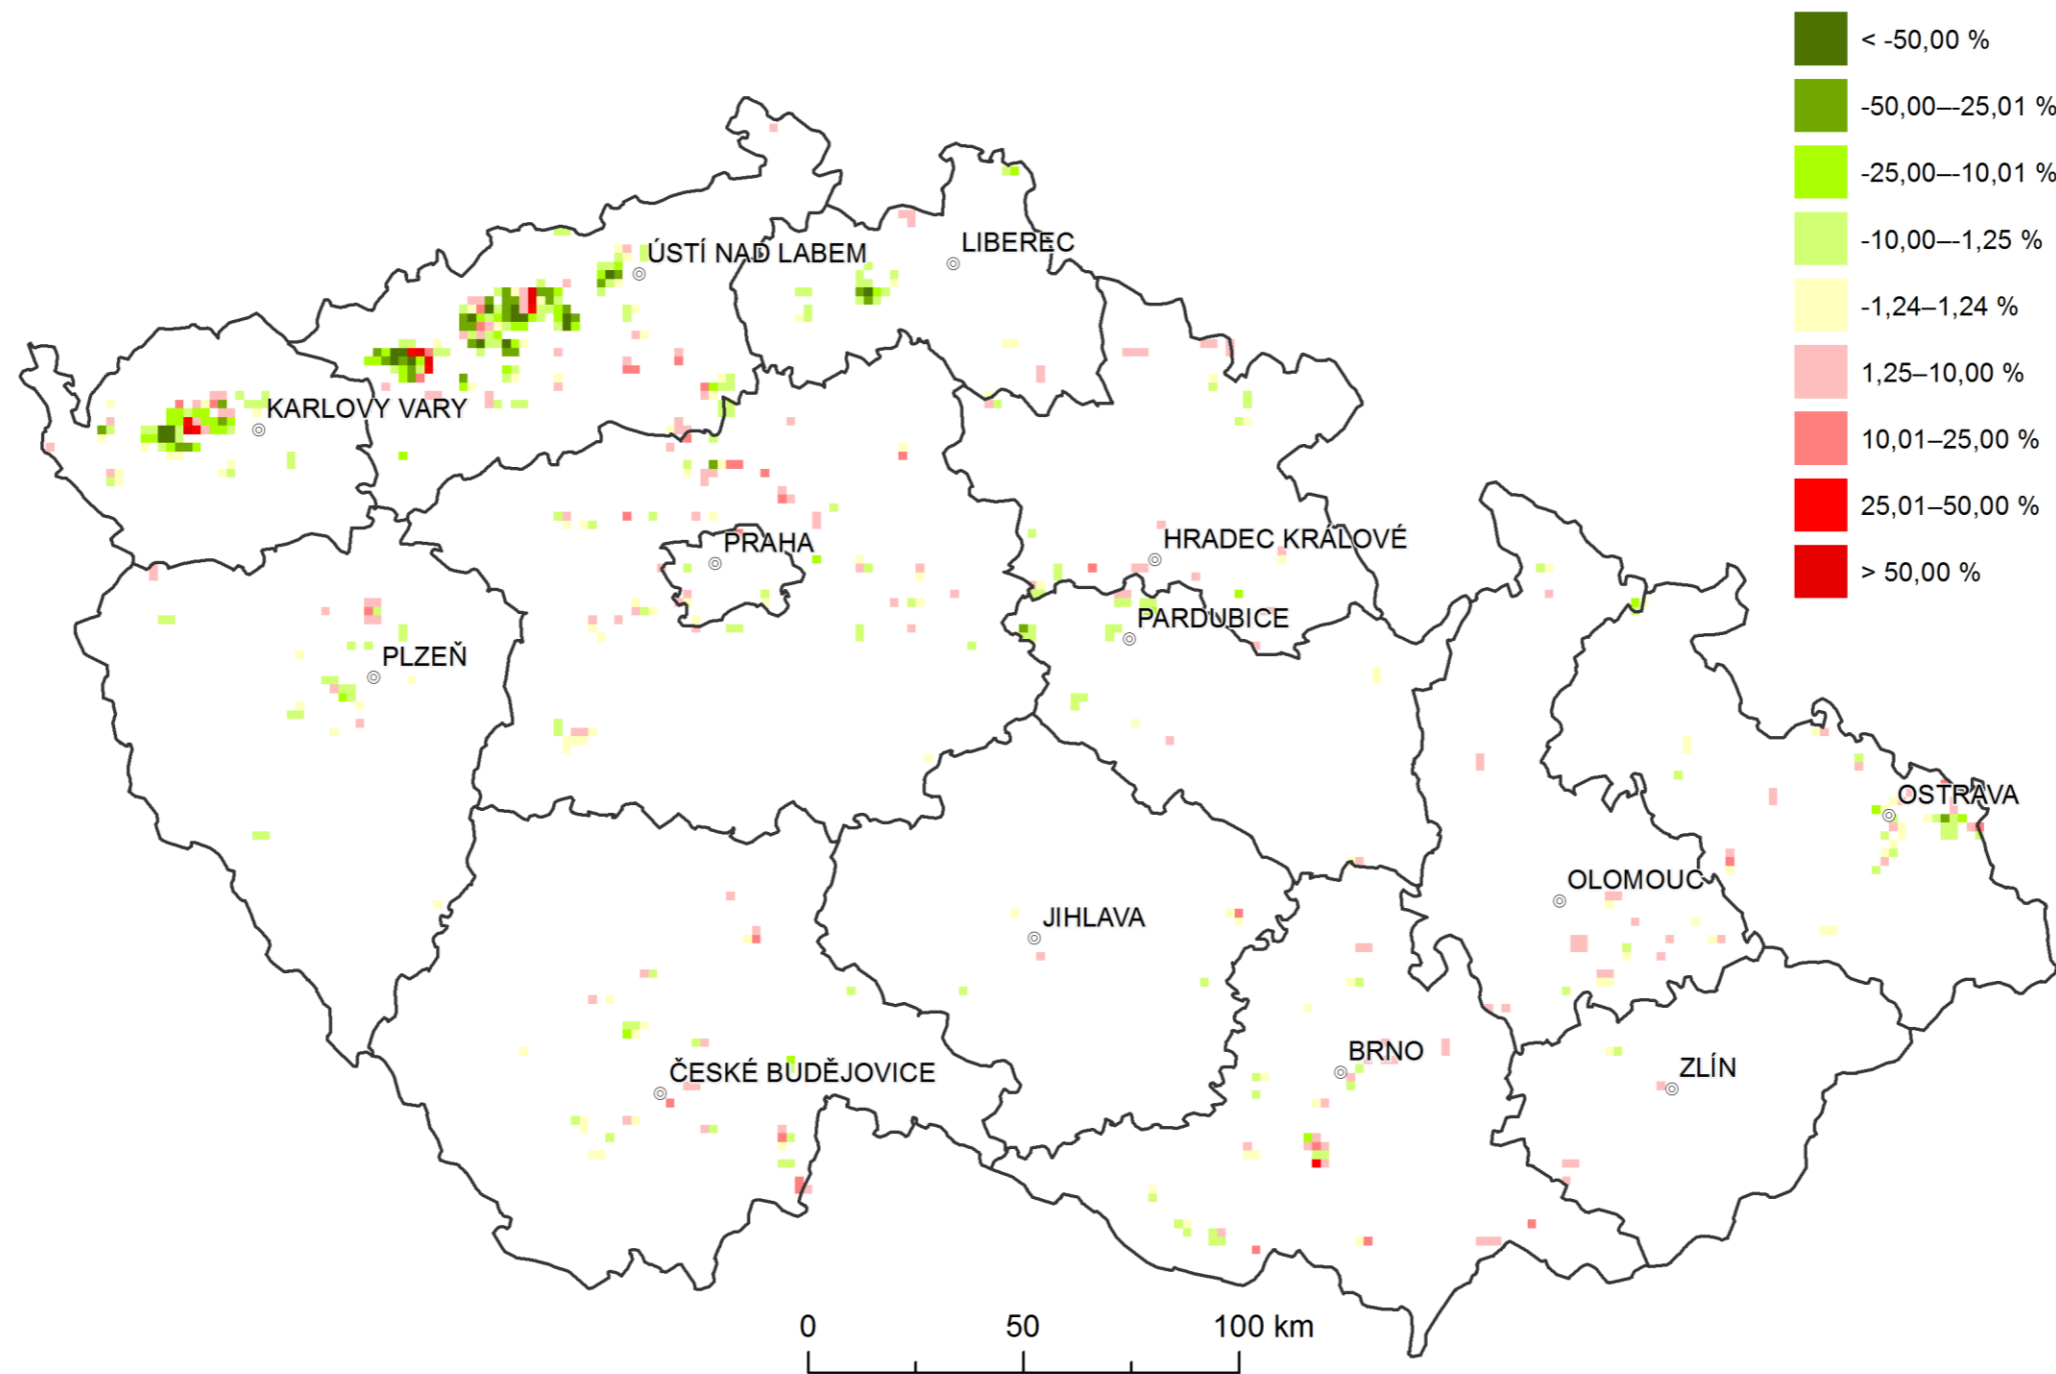 < -50,00 %
-50,00–-25,01 %
-25,00–-10,01 %
-10,00–-1,25 %
-1,24–1,24 %
1,25–10,00 %
10,01–25,00 %
25,01–50,00 %
> 50,00 %
ÚSTÍ NAD LABEM
LIBEREC
KARLOVY VARY
PRAHA
HRADEC KRÁLOVÉ
PARDUBICE
PLZEŇ
OSTRAVA
OLOMOUC
JIHLAVA
BRNO
ČESKÉ BUDĚJOVICE
ZLÍN
0 50 100 km